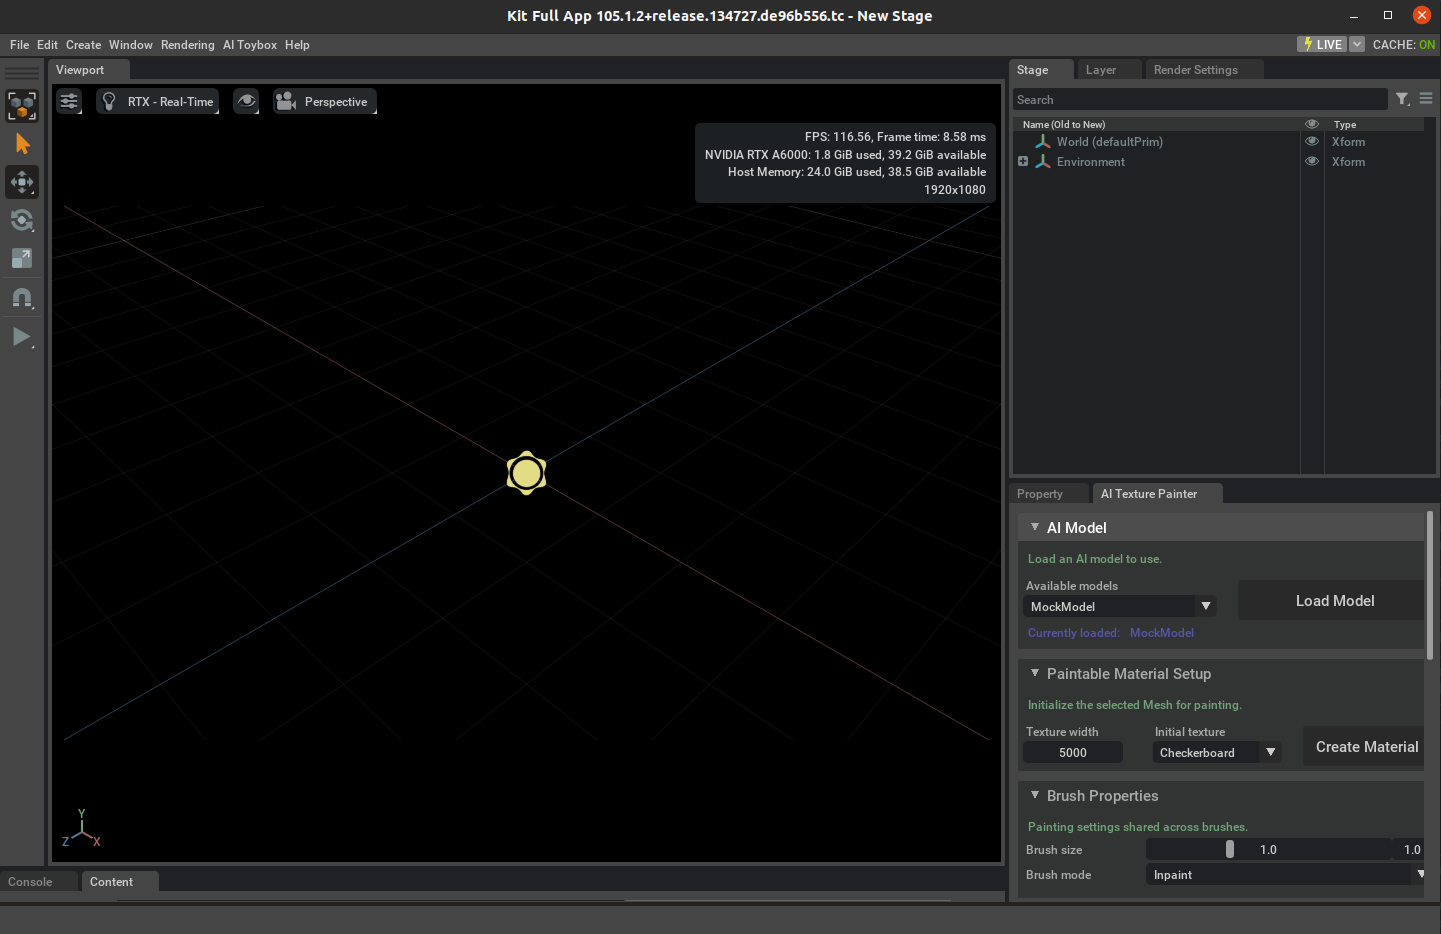 Kit Full App 105.1.2+release.134727.de96b556.tc - New Stage
File Edit Create Window Rendering AI Toybox Help
LIVE
CACHE: ON
Viewport
RTX - Real-Time
Perspective
FPS: 116.56, Frame time: 8.58 ms
NVIDIA RTX A6000: 1.8 GiB used, 39.2 GiB available
Host Memory: 24.0 GiB used, 38.5 GiB available
1920x1080
Y
Z X
Console Content
Stage Layer Render Settings
Search
Name (Old to New) Type
World (defaultPrim) Xform
Environment Xform
Property AI Texture Painter
AI Model
Load an AI model to use.
Available models
MockModel
Load Model
Currently loaded: MockModel
Paintable Material Setup
Initialize the selected Mesh for painting.
Texture width Initial texture
5000 Checkerboard
Create Material
Brush Properties
Painting settings shared across brushes.
Brush size 1.0 1.0
Brush mode Inpaint